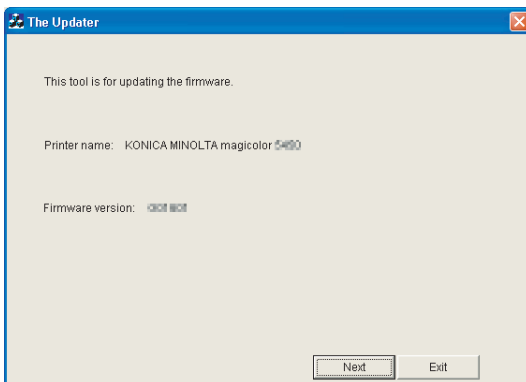 The Updater
This tool is for updating the firmware.
Printer name: KONICA MINOLTA magicolor
Firmware version:
Next
Exit